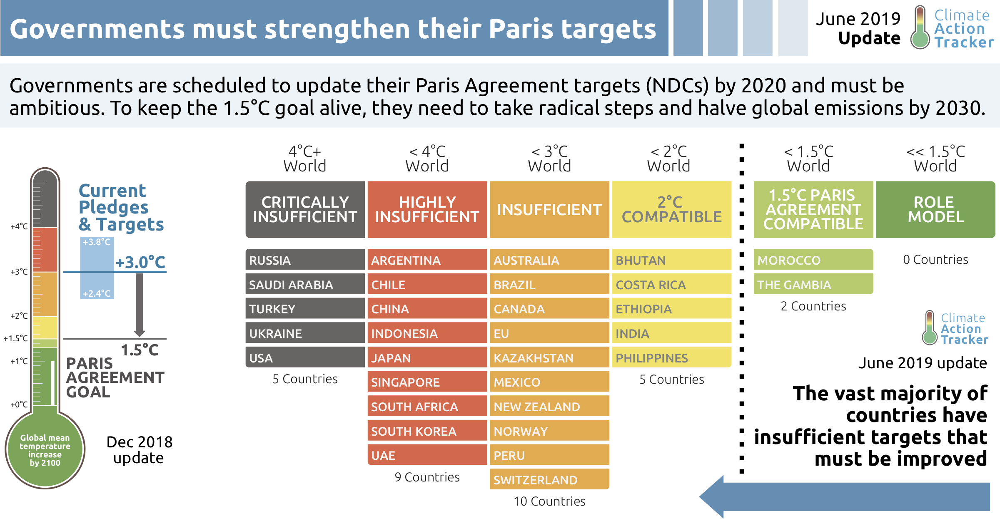 Governments must strengthen their Paris targets
June 2019
Update
Climate
Action
Tracker
Governments are scheduled to update their Paris Agreement targets (NDCs) by 2020 and must be
ambitious. To keep the 1.5°C goal alive, they need to take radical steps and halve global emissions by 2030.
+4°C
+3°C
+2°C
+1.5°C
+1°C
+0°C
Global mean
temperature
increase
by 2100
Current
Pledges
& Targets
+3.8°C
+3.0°C
+2.4°C
1.5°C
PARIS
AGREEMENT
GOAL
Dec 2018
update
4°C+
World
CRITICALLY
INSUFFICIENT
RUSSIA
SAUDI ARABIA
TURKEY
UKRAINE
USA
5 Countries
< 4°C
World
HIGHLY
INSUFFICIENT
ARGENTINA
CHILE
CHINA
INDONESIA
JAPAN
SINGAPORE
SOUTH AFRICA
SOUTH KOREA
UAE
9 Countries
< 3°C
World
INSUFFICIENT
AUSTRALIA
BRAZIL
CANADA
EU
KAZAKHSTAN
MEXICO
NEW ZEALAND
NORWAY
PERU
SWITZERLAND
10 Countries
< 2°C
World
2°C
COMPATIBLE
BHUTAN
COSTA RICA
ETHIOPIA
INDIA
PHILIPPINES
5 Countries
< 1.5°C
World
1.5°C PARIS
AGREEMENT
COMPATIBLE
MOROCCO
THE GAMBIA
2 Countries
<< 1.5°C
World
ROLE
MODEL
0 Countries
Climate
Action
Tracker
June 2019 update
The vast majority of
countries have
insufficient targets that
must be improved